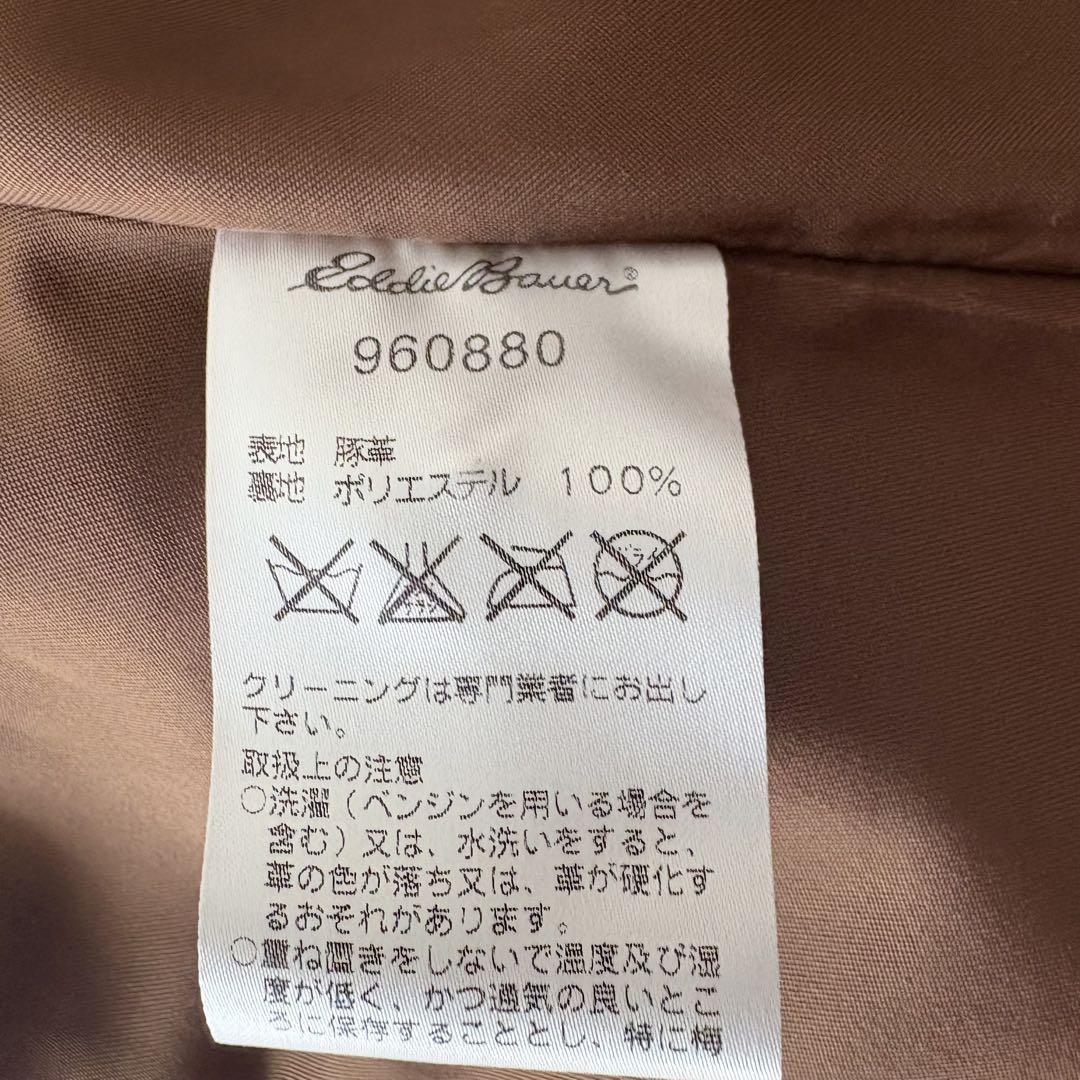 Eddie Bauer®
960880
表地 豚革
裏地 ポリエステル 100%
ドライ
クリーニングは専門業者にお出し
下さい。
取扱上の注意
○洗濯(ベンジンを用いる場合を
含む)又は、水洗いをすると、
革の色が落ち又は、革が硬化す
るおそれがあります。
○重ね置きをしないで温度及び湿
度が低く、かつ通気の良いとこ
ろに保存することとし、特に梅